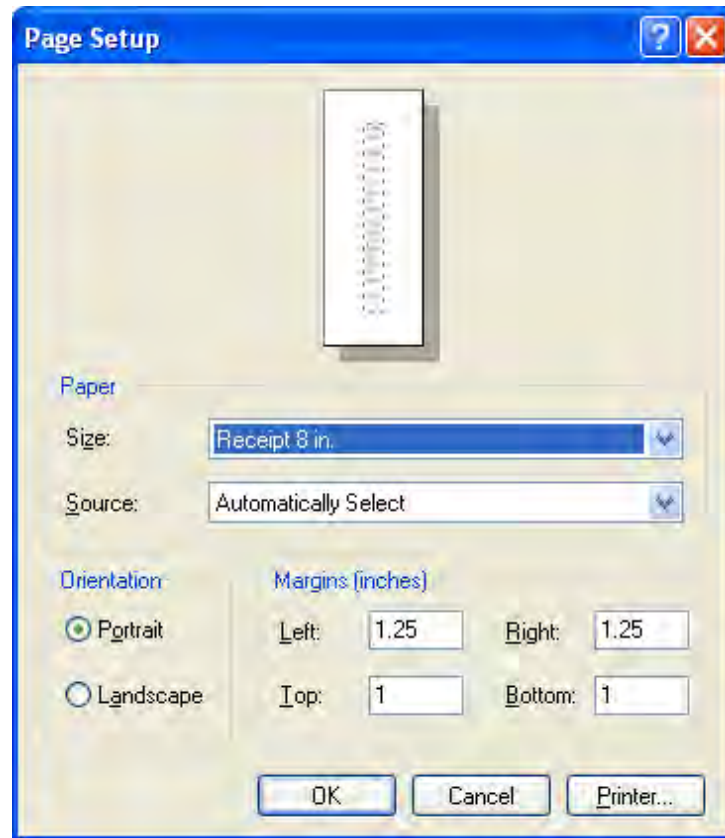 Page Setup
Paper
Size: Receipt 8 in.
Source: Automatically Select
Orientation Margins (inches)
Portrait Left: 1.25 Right: 1.25
Landscape Top: 1 Bottom: 1
OK Cancel Printer...